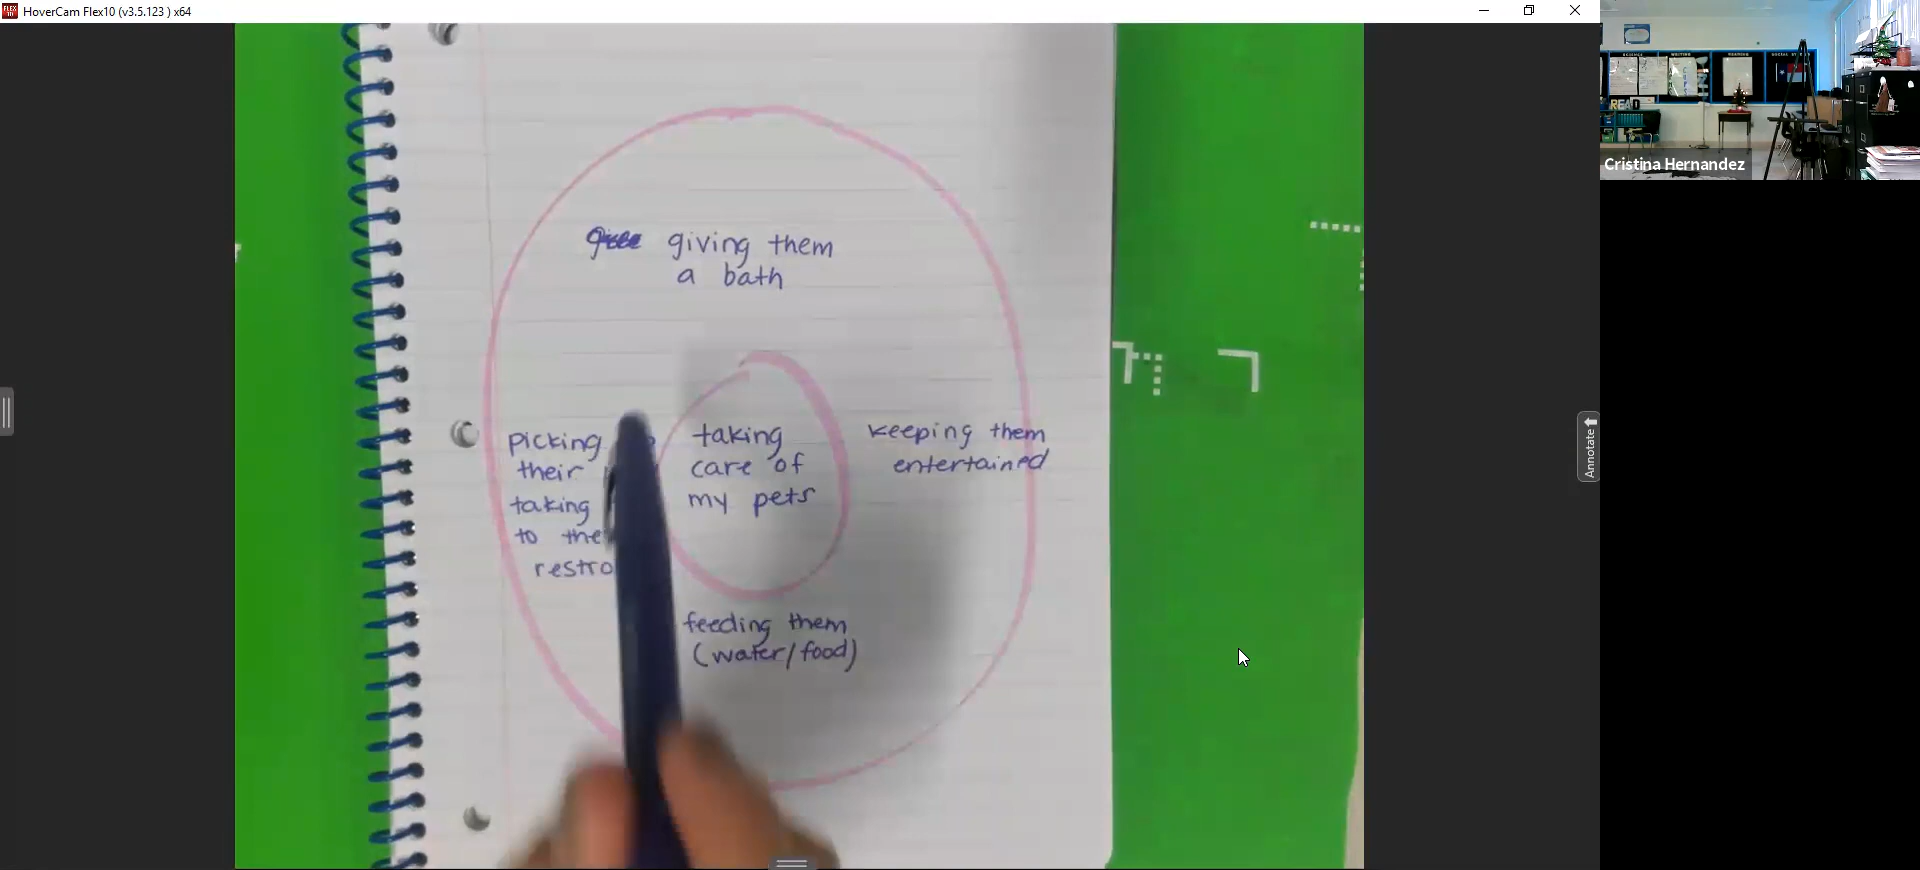 HoverCam Flex10 (v3.5.123 ) x64
giving them
a bath
picking
their
taking
to the
taking
care of
my pets
keeping them
entertained
feeding them
(water/food)
Cristina Hernandez
READ
Annotate